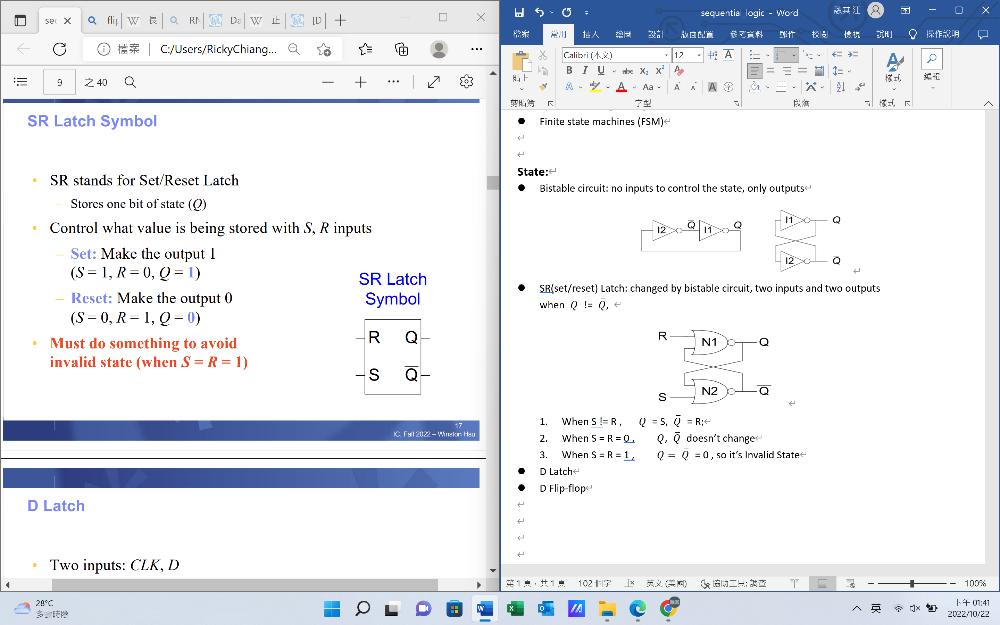 sec
flip
長
RN
Da
正
[D
檔案
C:/Users/RickyChiang...
9
之 40
SR Latch Symbol
• SR stands for Set/Reset Latch
– Stores one bit of state (Q)
• Control what value is being stored with S, R inputs
– Set: Make the output 1
(S = 1, R = 0, Q = 1)
– Reset: Make the output 0
(S = 0, R = 1, Q = 0)
• Must do something to avoid
invalid state (when S = R = 1)
SR Latch
Symbol
R Q
S Q̅
17
IC, Fall 2022 – Winston Hsu
D Latch
• Two inputs: CLK, D
sequential_logic - Word
融其 江
檔案 常用 插入 繪圖 設計 版面配置 參考資料 郵件 校閱 檢視 說明 操作說明
Calibri (本文) 12
貼上
樣式
編輯
剪貼簿 字型 段落 樣式
● Finite state machines (FSM)
State:
● Bistable circuit: no inputs to control the state, only outputs
I2 Q̅ I1 Q
I1 Q
I2 Q̅
● SR(set/reset) Latch: changed by bistable circuit, two inputs and two outputs
when Q != Q̅,
R N1 Q
S N2 Q̅
1. When S != R , Q = S, Q̅ = R;
2. When S = R = 0 , Q, Q̅ doesn’t change
3. When S = R = 1 , Q = Q̅ = 0 , so it’s Invalid State
● D Latch
● D Flip-flop
第 1 頁，共 1 頁 102 個字 英文 (美國) 協助工具: 調查 100%
28°C
多雲時陰
英
下午 01:41
2022/10/22